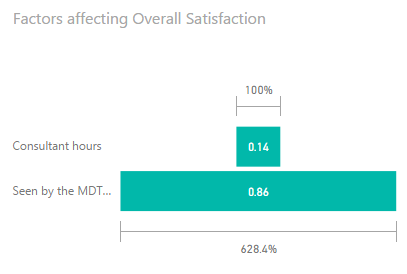 Factors affecting Overall Satisfaction
100%
Consultant hours
0.14
Seen by the MDT...
0.86
628.4%